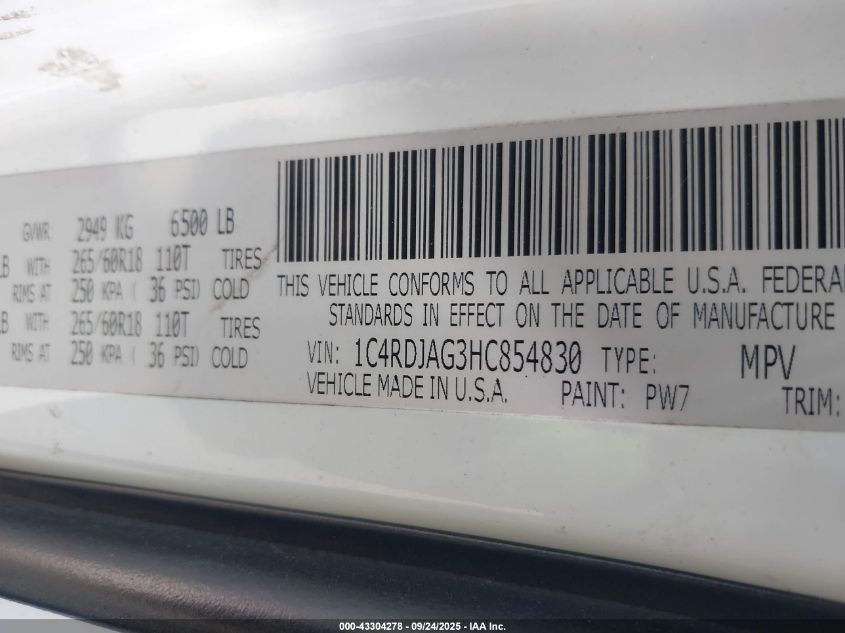 GVWR: 2949 KG 6500 LB
LB WITH 265/60R18 110T TIRES
RIMS AT 250 KPA ( 36 PSI) COLD
LB WITH 265/60R18 110T TIRES
RIMS AT 250 KPA ( 36 PSI) COLD
THIS VEHICLE CONFORMS TO ALL APPLICABLE U.S.A. FEDERA
STANDARDS IN EFFECT ON THE DATE OF MANUFACTURE
VIN: 1C4RDJAG3HC854830 TYPE: MPV
VEHICLE MADE IN U.S.A. PAINT: PW7 TRIM:
000-43304278 - 09/24/2025 - IAA Inc.